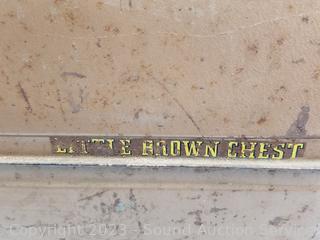 LITTLE BROWN CHEST
Copyright 2023 - Sound Auction Service